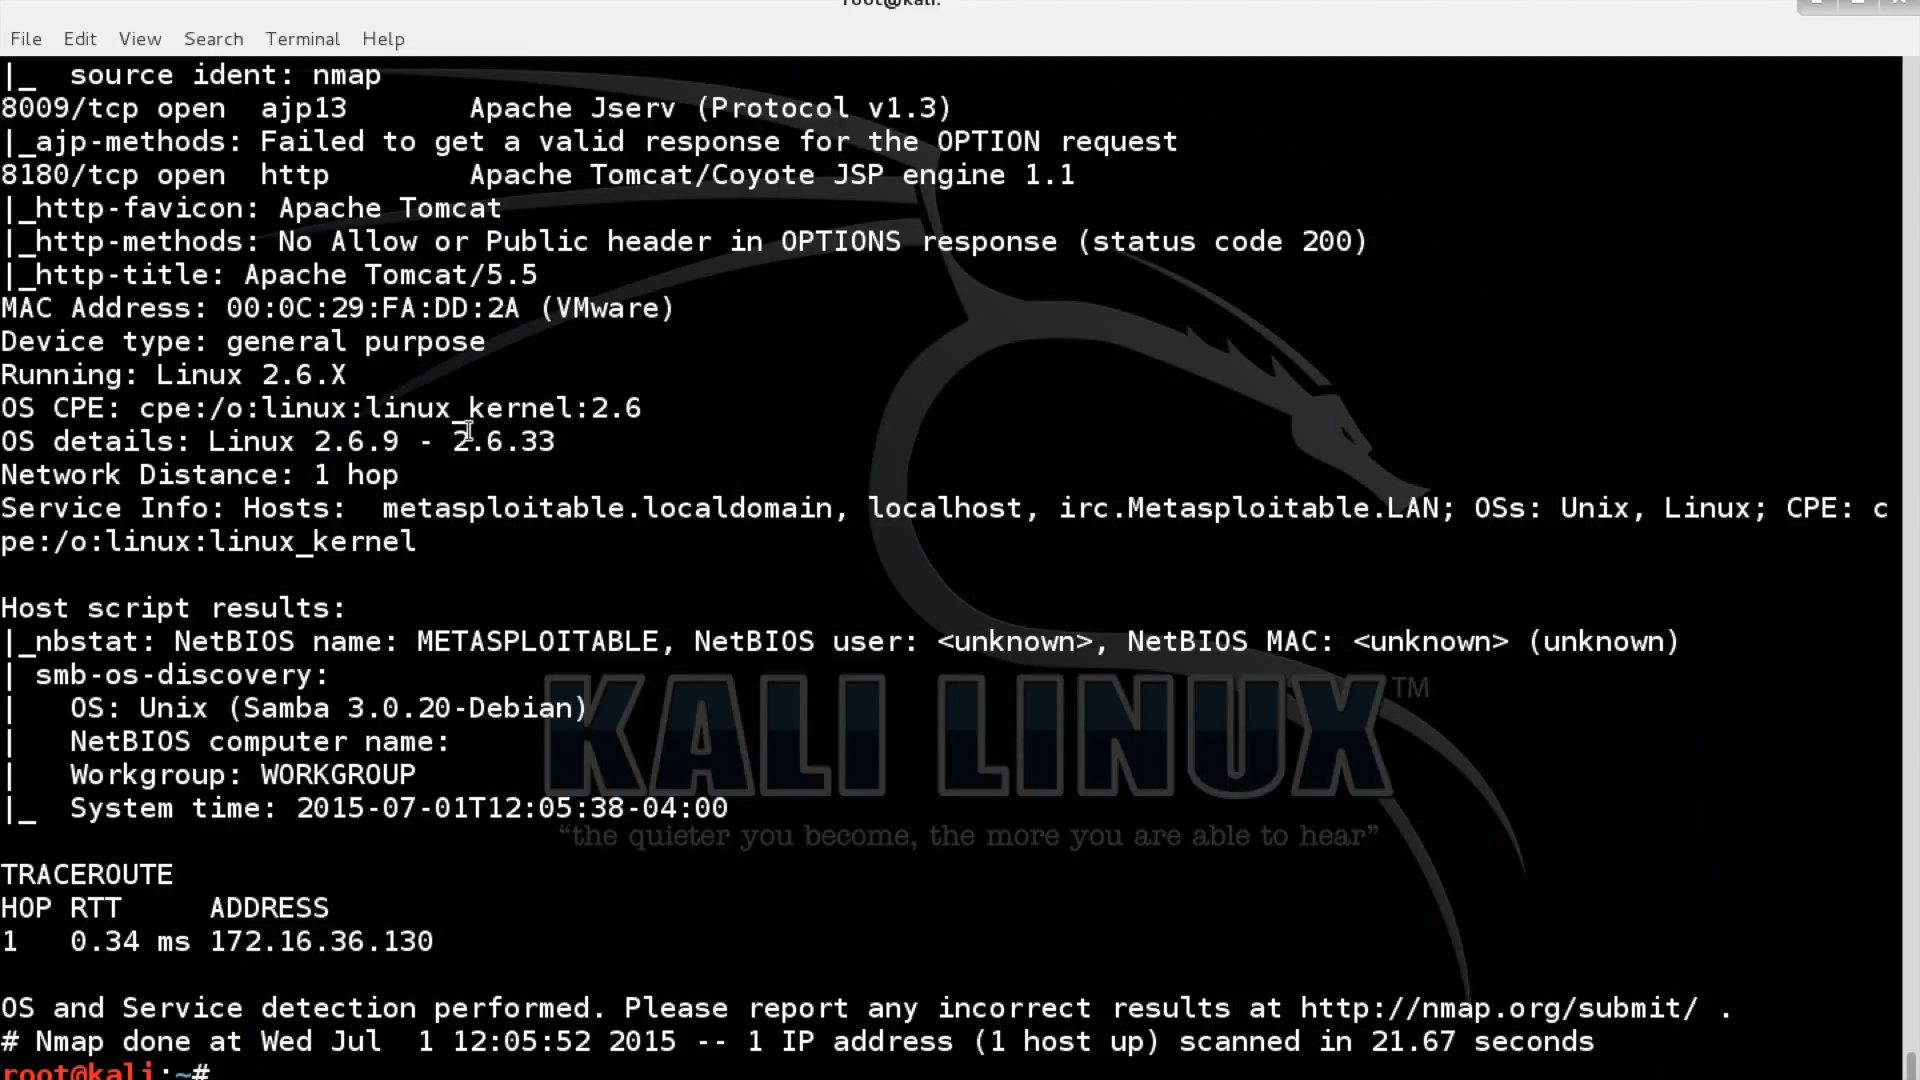 root@kali:
File Edit View Search Terminal Help
|_  source ident: nmap
8009/tcp open  ajp13       Apache Jserv (Protocol v1.3)
|_ajp-methods: Failed to get a valid response for the OPTION request
8180/tcp open  http        Apache Tomcat/Coyote JSP engine 1.1
|_http-favicon: Apache Tomcat
|_http-methods: No Allow or Public header in OPTIONS response (status code 200)
|_http-title: Apache Tomcat/5.5
MAC Address: 00:0C:29:FA:DD:2A (VMware)
Device type: general purpose
Running: Linux 2.6.X
OS CPE: cpe:/o:linux:linux_kernel:2.6
OS details: Linux 2.6.9 - 2.6.33
Network Distance: 1 hop
Service Info: Hosts:  metasploitable.localdomain, localhost, irc.Metasploitable.LAN; OSs: Unix, Linux; CPE: c
pe:/o:linux:linux_kernel
Host script results:
|_nbstat: NetBIOS name: METASPLOITABLE, NetBIOS user: <unknown>, NetBIOS MAC: <unknown> (unknown)
| smb-os-discovery:
|   OS: Unix (Samba 3.0.20-Debian)
|   NetBIOS computer name:
|   Workgroup: WORKGROUP
|_  System time: 2015-07-01T12:05:38-04:00
KALI LINUX™
“the quieter you become, the more you are able to hear”
TRACEROUTE
HOP RTT     ADDRESS
1   0.34 ms 172.16.36.130
OS and Service detection performed. Please report any incorrect results at http://nmap.org/submit/ .
# Nmap done at Wed Jul  1 12:05:52 2015 -- 1 IP address (1 host up) scanned in 21.67 seconds
root@kali:~#